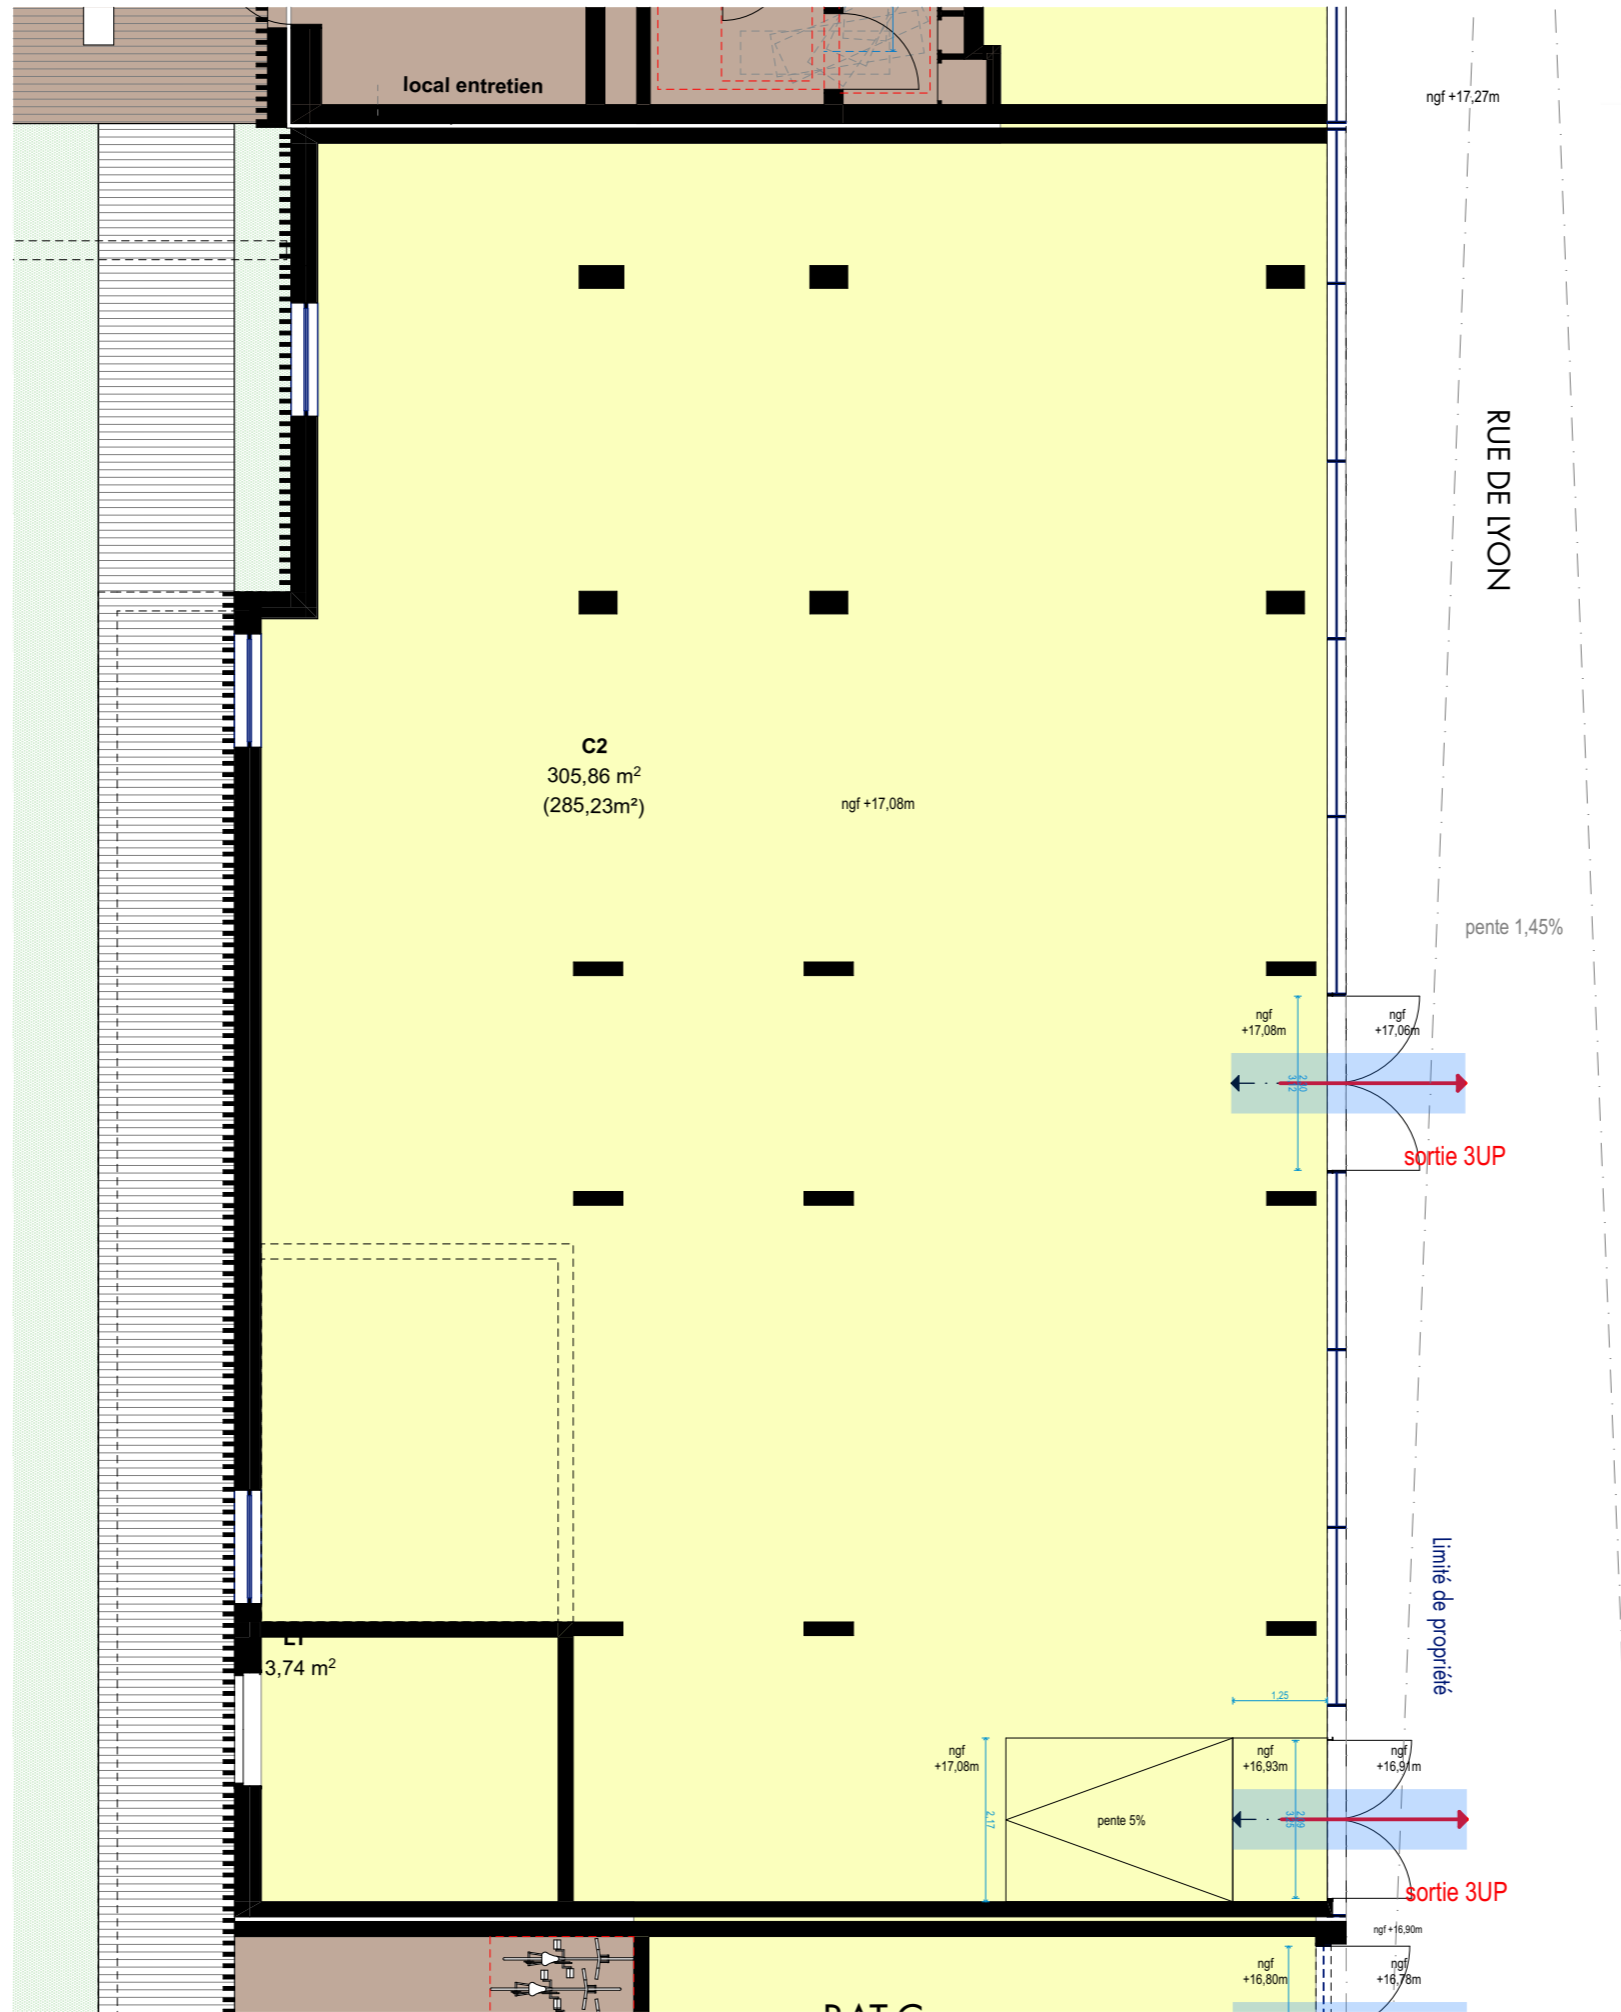 local entretien
ngf +17,27m
RUE DE LYON
C2
305,86 m²
(285,23m²)
ngf +17,08m
pente 1,45%
ngf
+17,08m
ngf
+17,06m
sortie 3UP
Limité de propriété
3,74 m²
1,25
ngf
+17,08m
ngf
+16,93m
ngf
+16,91m
2,17
pente 5%
sortie 3UP
ngf +16,90m
ngf
+16,80m
ngf
+16,78m